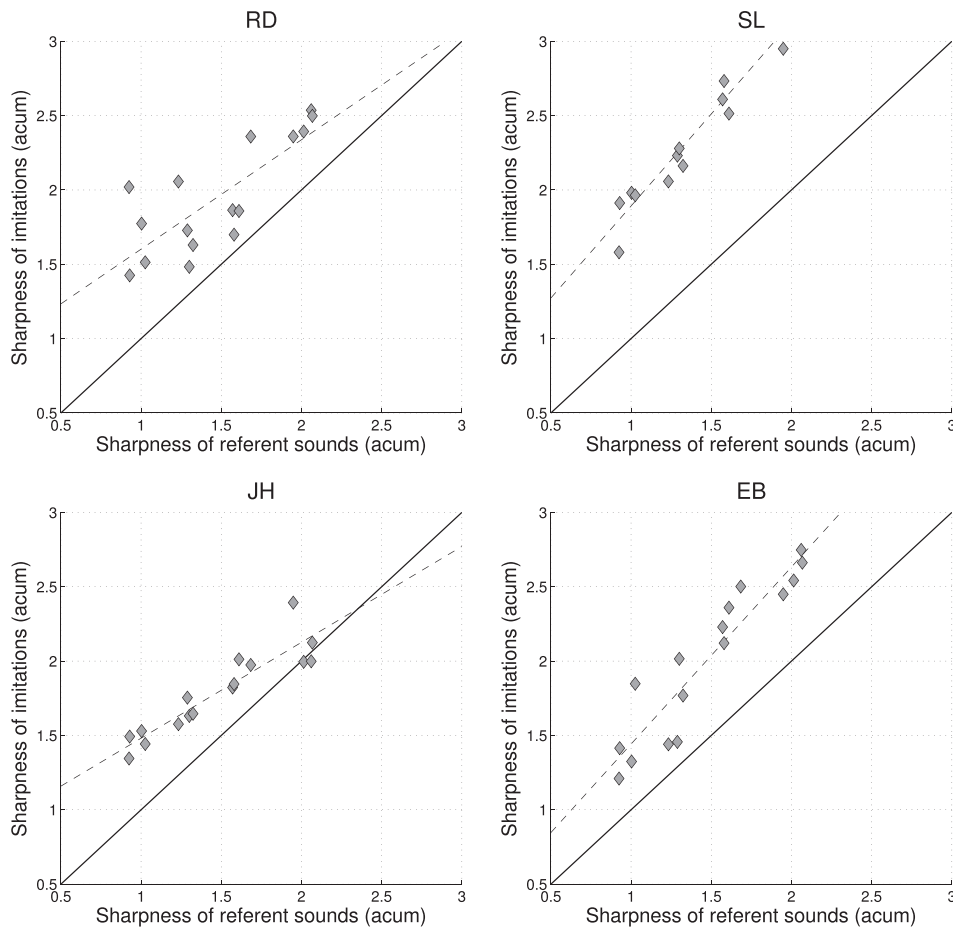 RD
3
2.5
2
1.5
1
0.5
Sharpness of imitations (acum)
0.5 1 1.5 2 2.5 3
Sharpness of referent sounds (acum)
SL
3
2.5
2
1.5
1
0.5
Sharpness of imitations (acum)
0.5 1 1.5 2 2.5 3
Sharpness of referent sounds (acum)
JH
3
2.5
2
1.5
1
0.5
Sharpness of imitations (acum)
0.5 1 1.5 2 2.5 3
Sharpness of referent sounds (acum)
EB
3
2.5
2
1.5
1
0.5
Sharpness of imitations (acum)
0.5 1 1.5 2 2.5 3
Sharpness of referent sounds (acum)